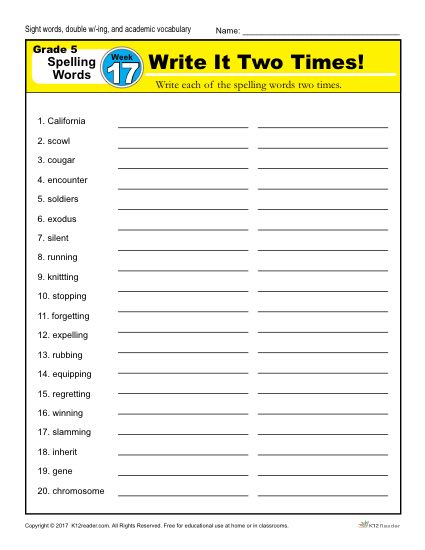 Sight words, double w/-ing, and academic vocabulary Name:
Grade 5
Spelling
Words
Week
17
Write It Two Times!
Write each of the spelling words two times.
1. California
2. scowl
3. cougar
4. encounter
5. soldiers
6. exodus
7. silent
8. running
9. knittting
10. stopping
11. forgetting
12. expelling
13. rubbing
14. equipping
15. regretting
16. winning
17. slamming
18. inherit
19. gene
20. chromosome
Copyright © 2017 K12reader.com. All Rights Reserved. Free for educational use at home or in classrooms. K12Reader